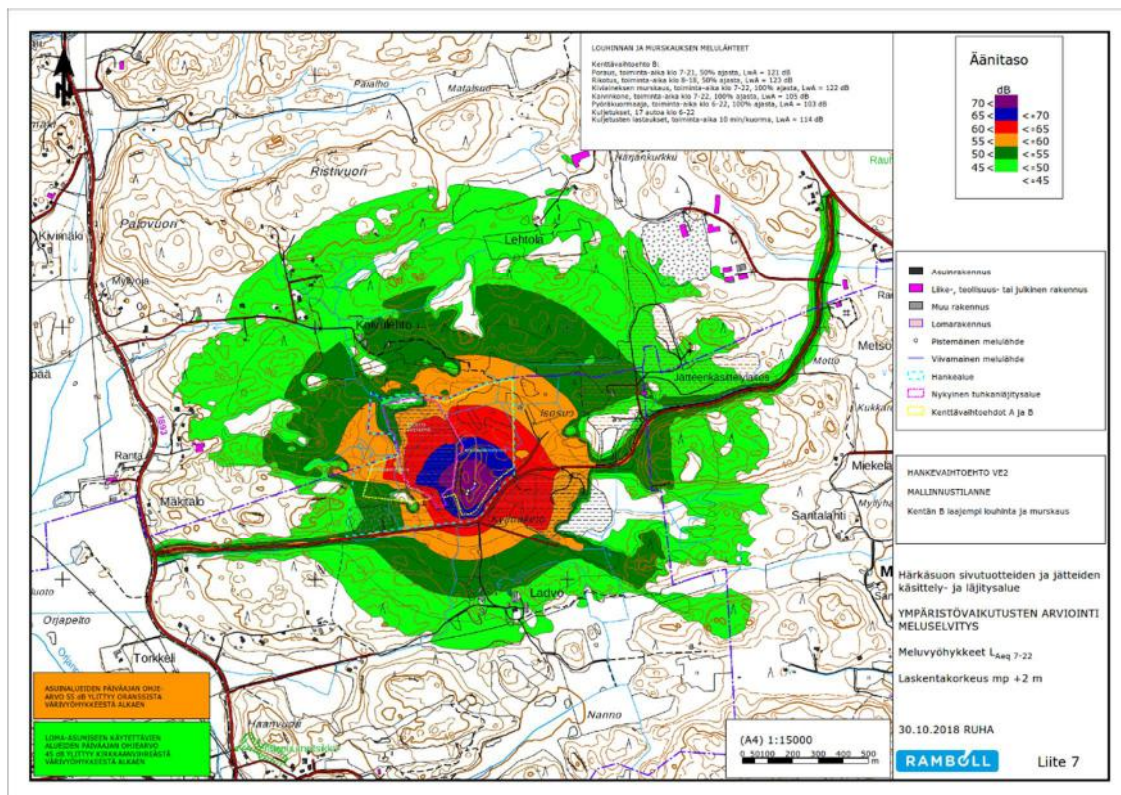 LOUHINNAN JA MURSKAUKSEN MELULÄHTEET
Kenttävaihtoehto B:
Poraus, toiminta-aika klo 7-21, 50% ajasta, LwA = 121 dB
Rikotus, toiminta-aika klo 8-18, 50% ajasta, LwA = 123 dB
Kiviaineksen murskaus, toiminta-aika klo 7-22, 100% ajasta, LwA = 122 dB
Kaivinkone, toiminta-aika klo 7-22, 100% ajasta, LwA = 105 dB
Pyöräkuormaaja, toiminta-aika klo 6-22, 100% ajasta, LwA = 103 dB
Kuljetukset, 17 autoa klo 6-22
Kuljetusten lastaukset, toiminta-aika 10 min/kuorma, LwA = 114 dB
Äänitaso
dB
70 <
65 < <=70
60 < <=65
55 < <=60
50 < <=55
45 < <=50
<=45
Asuinrakennus
Liike-, teollisuus- tai julkinen rakennus
Muu rakennus
Lomarakennus
Pistemäinen melulähde
Viivamainen melulähde
Hankealue
Nykyinen tuhkanläjitysalue
Kenttävaihtoehdot A ja B
HANKEVAIHTOEHTO VE2
MALLINNUSTILANNE
Kentän B laajempi louhinta ja murskaus
Härkäsuon sivutuotteiden ja jätteiden
käsittely- ja läjitysalue
YMPÄRISTÖVAIKUTUSTEN ARVIOINTI
MELUSELVITYS
Meluvyöhykkeet LAeq 7-22
Laskentakorkeus mp +2 m
30.10.2018 RUHA
RAMBOLL
Liite 7
Paialho
Matalsuo
Ristivuori
Härjänkurkku
Palovuori
Kivimäki
Lehtola
Myllyoja
Koivulehto
Metso
Motto
Jätteenkäsittelylaitos
Isosuo
1893
Ranta
Miekela
Mäkitalo
Santalahti
Ladvo
Orjapelto
Torkkeli
Nanno
Haanvuori
ASUINALUEIDEN PÄIVÄAJAN OHJE-
ARVO 55 dB YLITTYY ORANSSISTA
VÄRIVYÖHYKKEESTÄ ALKAEN
LOMA-ASUMISEEN KÄYTETTÄVIEN
ALUEIDEN PÄIVÄAJAN OHJEARVO
45 dB YLITTYY KIRKKAANVIHREÄSTÄ
VÄRIVYÖHYKKEESTÄ ALKAEN
(A4) 1:15000
0 50100 200 300 400 500
m